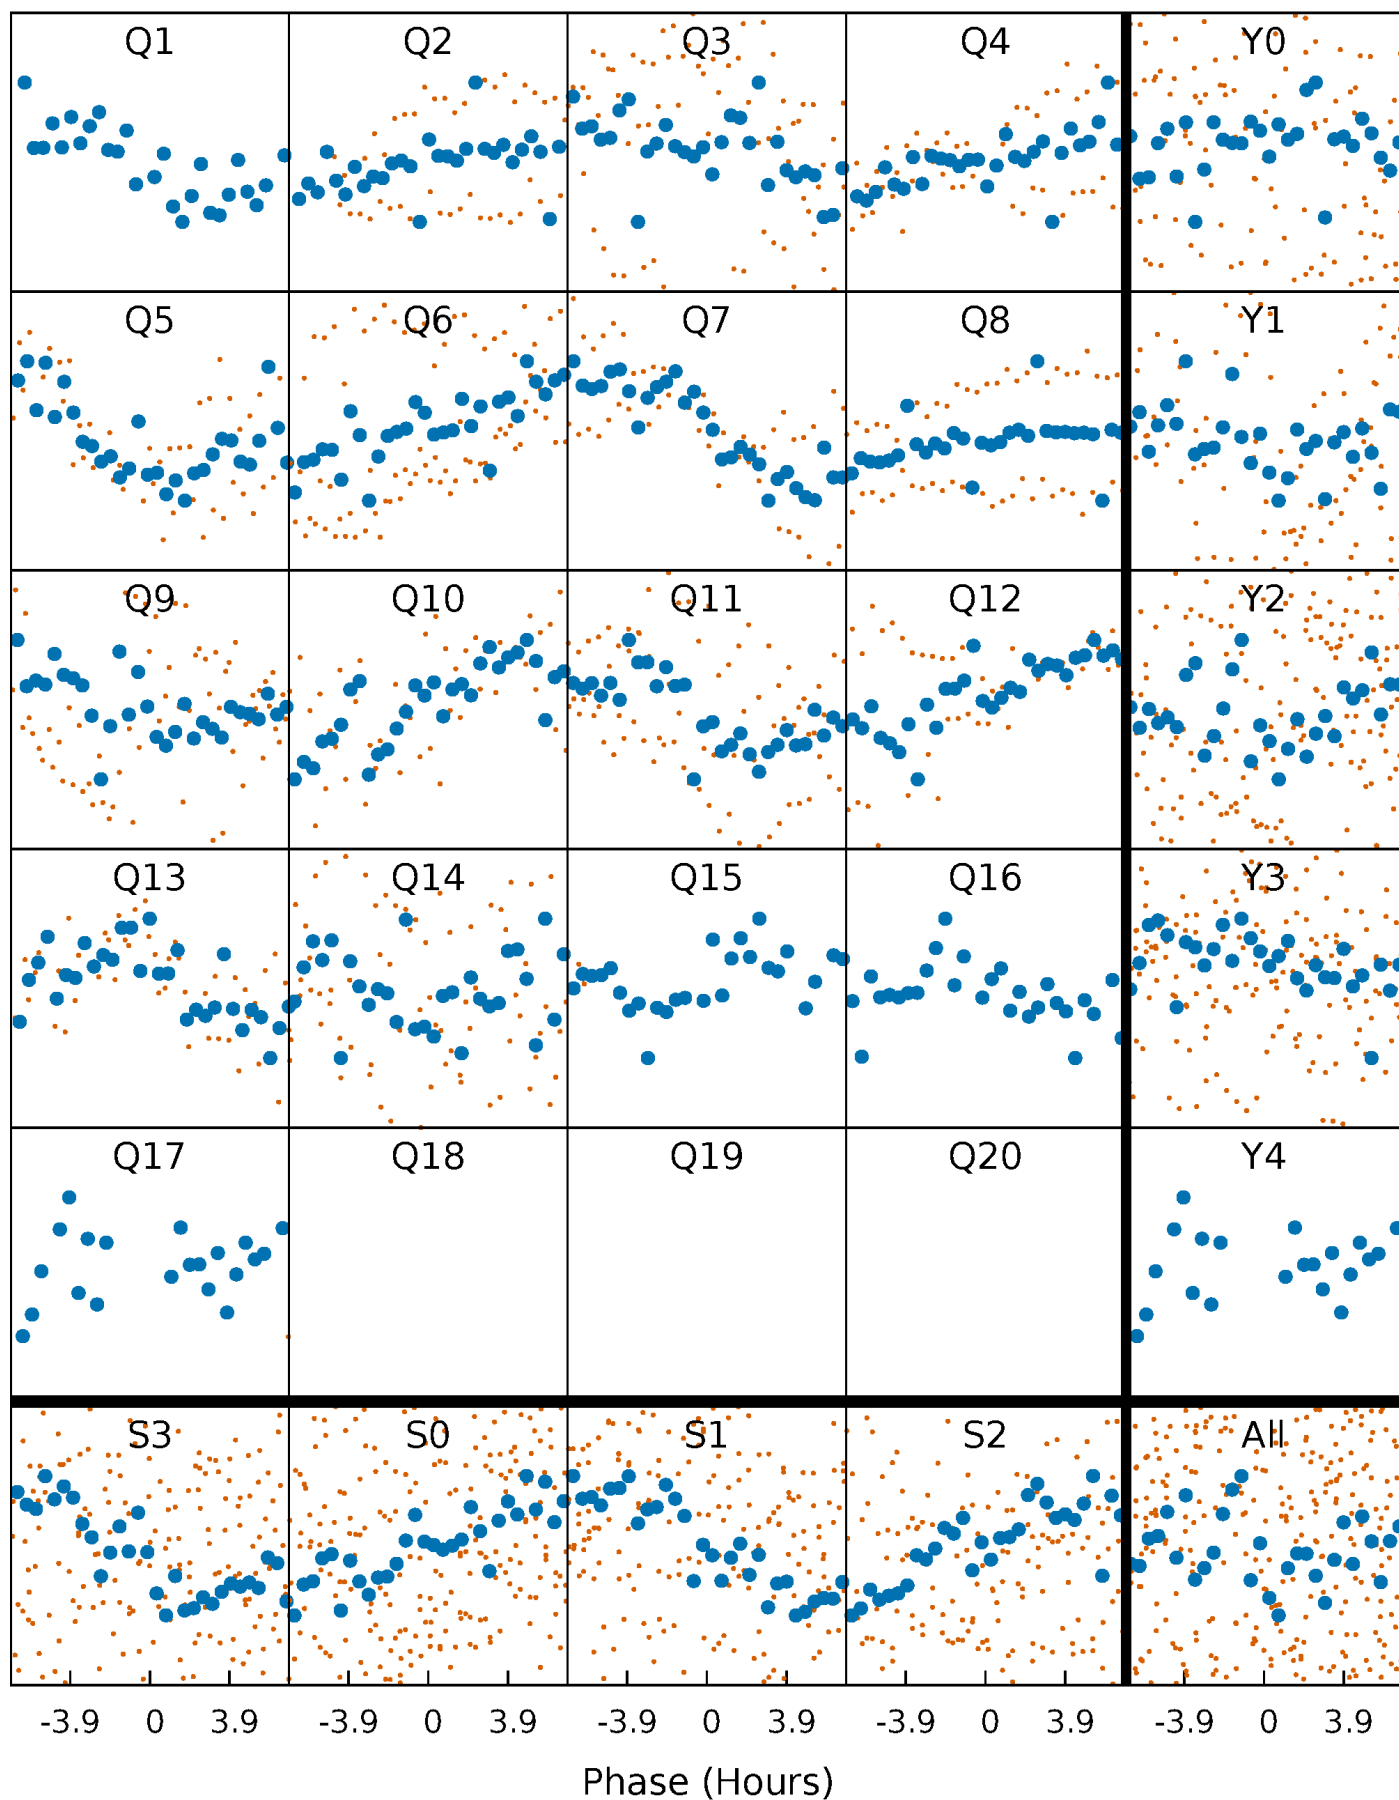 Q1 Q2 Q3 Q4 Y0
Q5 Q6 Q7 Q8 Y1
Q9 Q10 Q11 Q12 Y2
Q13 Q14 Q15 Q16 Y3
Q17 Q18 Q19 Q20 Y4
S3 S0 S1 S2 All
-3.9 0 3.9 -3.9 0 3.9 -3.9 0 3.9 -3.9 0 3.9 -3.9 0 3.9
Phase (Hours)